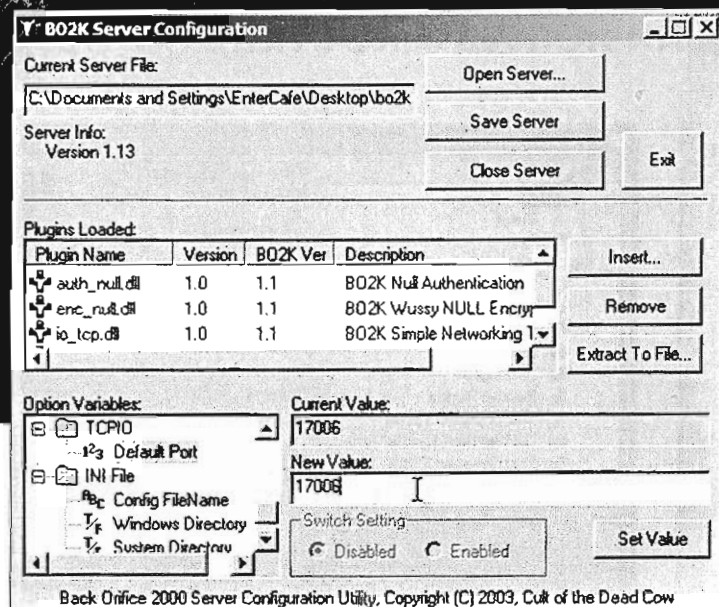 BO2K Server Configuration
Current Server File:
Open Server...
C:\Documents and Settings\EnterCafe\Desktop\bo2k
Save Server
Server Info:
Version 1.13
Close Server
Exit
Plugins Loaded:
Plugin Name Version BO2K Ver Description
Insert...
auth_null.dll 1.0 1.1 BO2K Null Authentication
enc_null.dll 1.0 1.1 BO2K Wussy NULL Encryp
Remove
io_tcp.dll 1.0 1.1 BO2K Simple Networking
Extract To File...
Option Variables:
Current Value:
TCPIO
17006
123 Default Port
New Value:
INI File
17006
ABC Config FileName
Switch Setting
T/F Windows Directory
Set Value
Disabled Enabled
T/F System Directory
Back Orifice 2000 Server Configuration Utility, Copyright (C) 2003, Cult of the Dead Cow